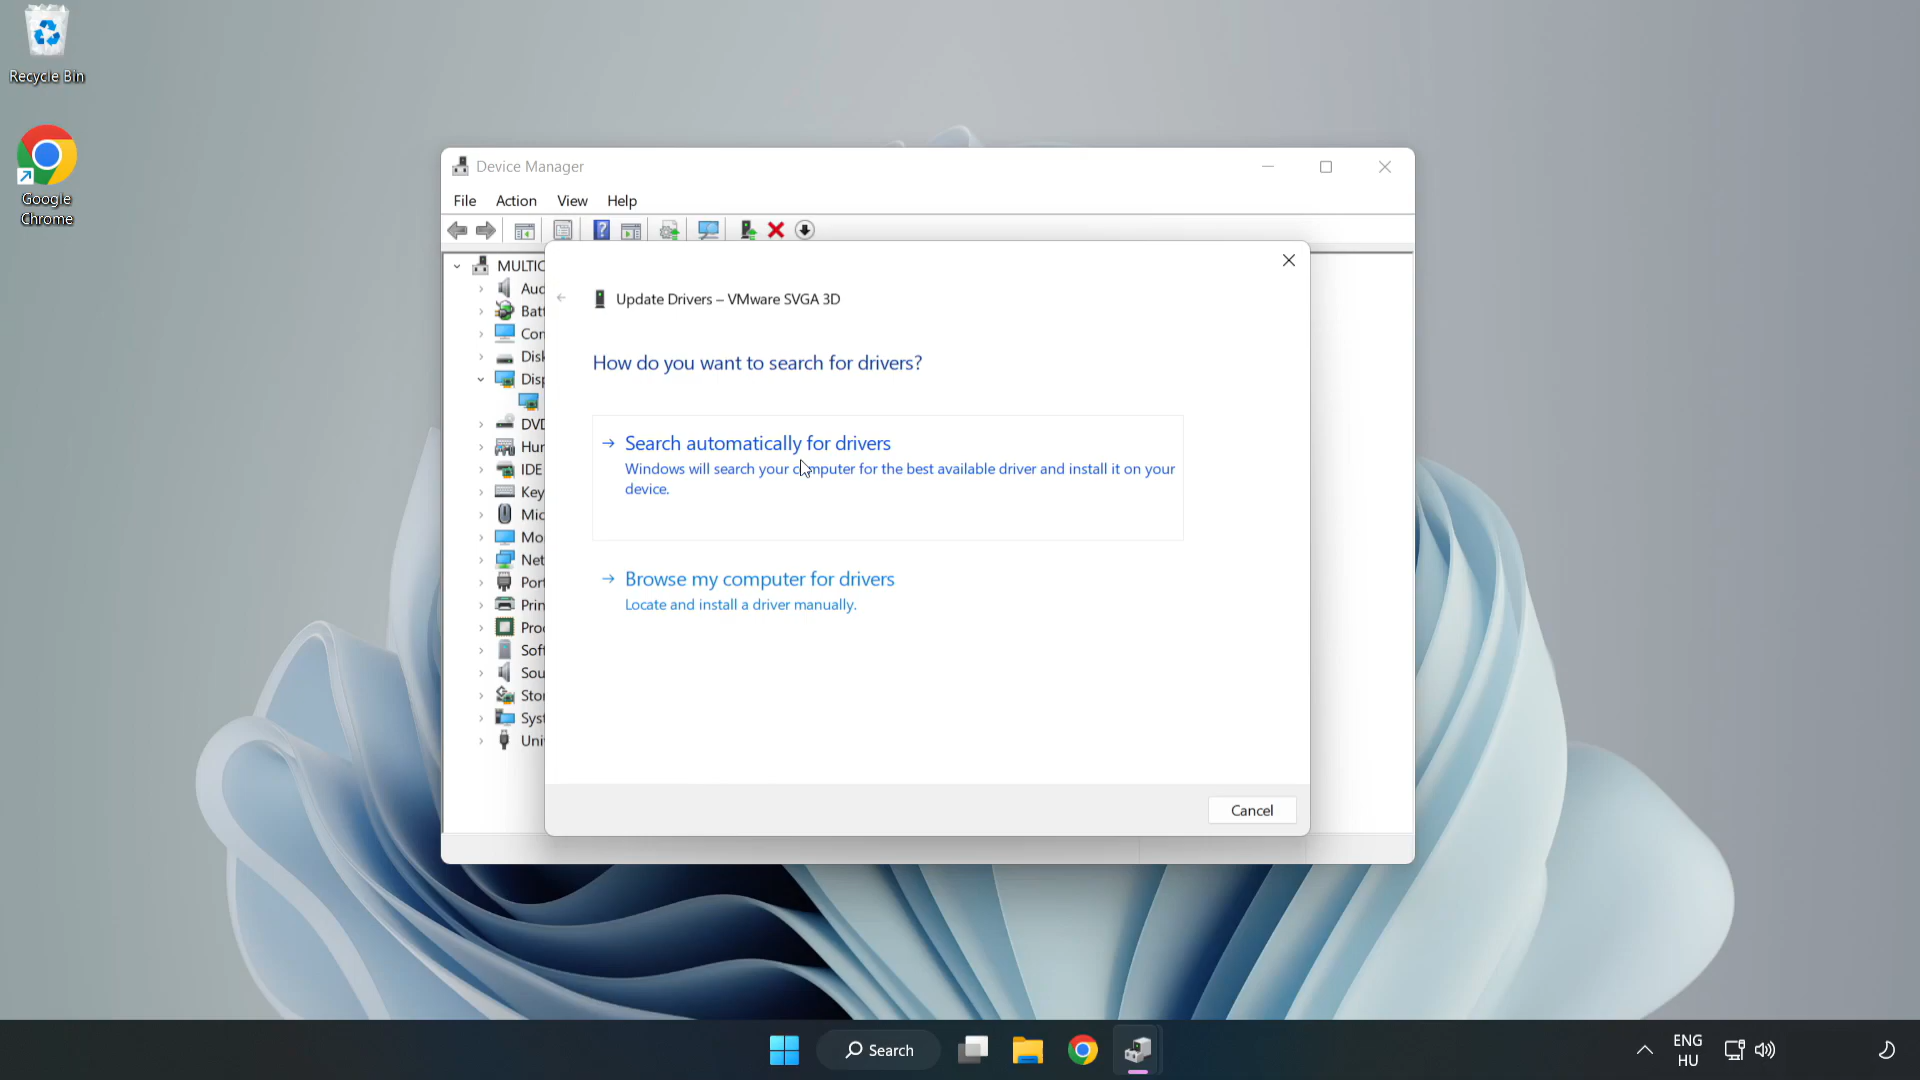 Recycle Bin
Google
Chrome
Device Manager
File Action View Help
Update Drivers – VMware SVGA 3D
How do you want to search for drivers?
Search automatically for drivers
Windows will search your computer for the best available driver and install it on your
device.
Browse my computer for drivers
Locate and install a driver manually.
Cancel
MULTIC
Auc
Batt
Con
Disk
Disp
DVD
Hur
IDE
Key
Mic
Mo
Net
Port
Prin
Proc
Soft
Sou
Stor
Syst
Uni
Search
ENG
HU